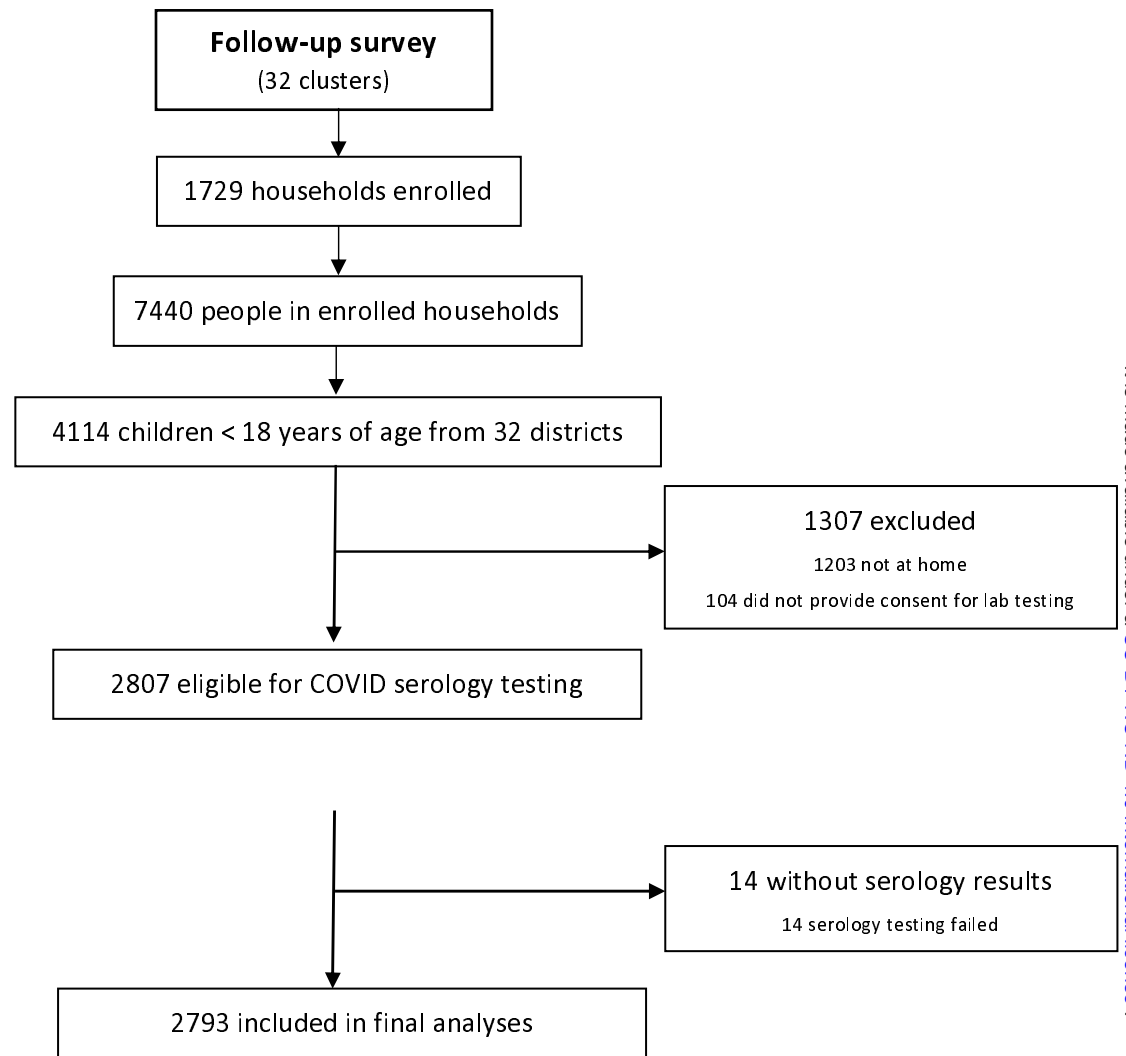 Follow-up survey
(32 clusters)
1729 households enrolled
7440 people in enrolled households
4114 children < 18 years of age from 32 districts
1307 excluded
1203 not at home
104 did not provide consent for lab testing
2807 eligible for COVID serology testing
14 without serology results
14 serology testing failed
2793 included in final analyses